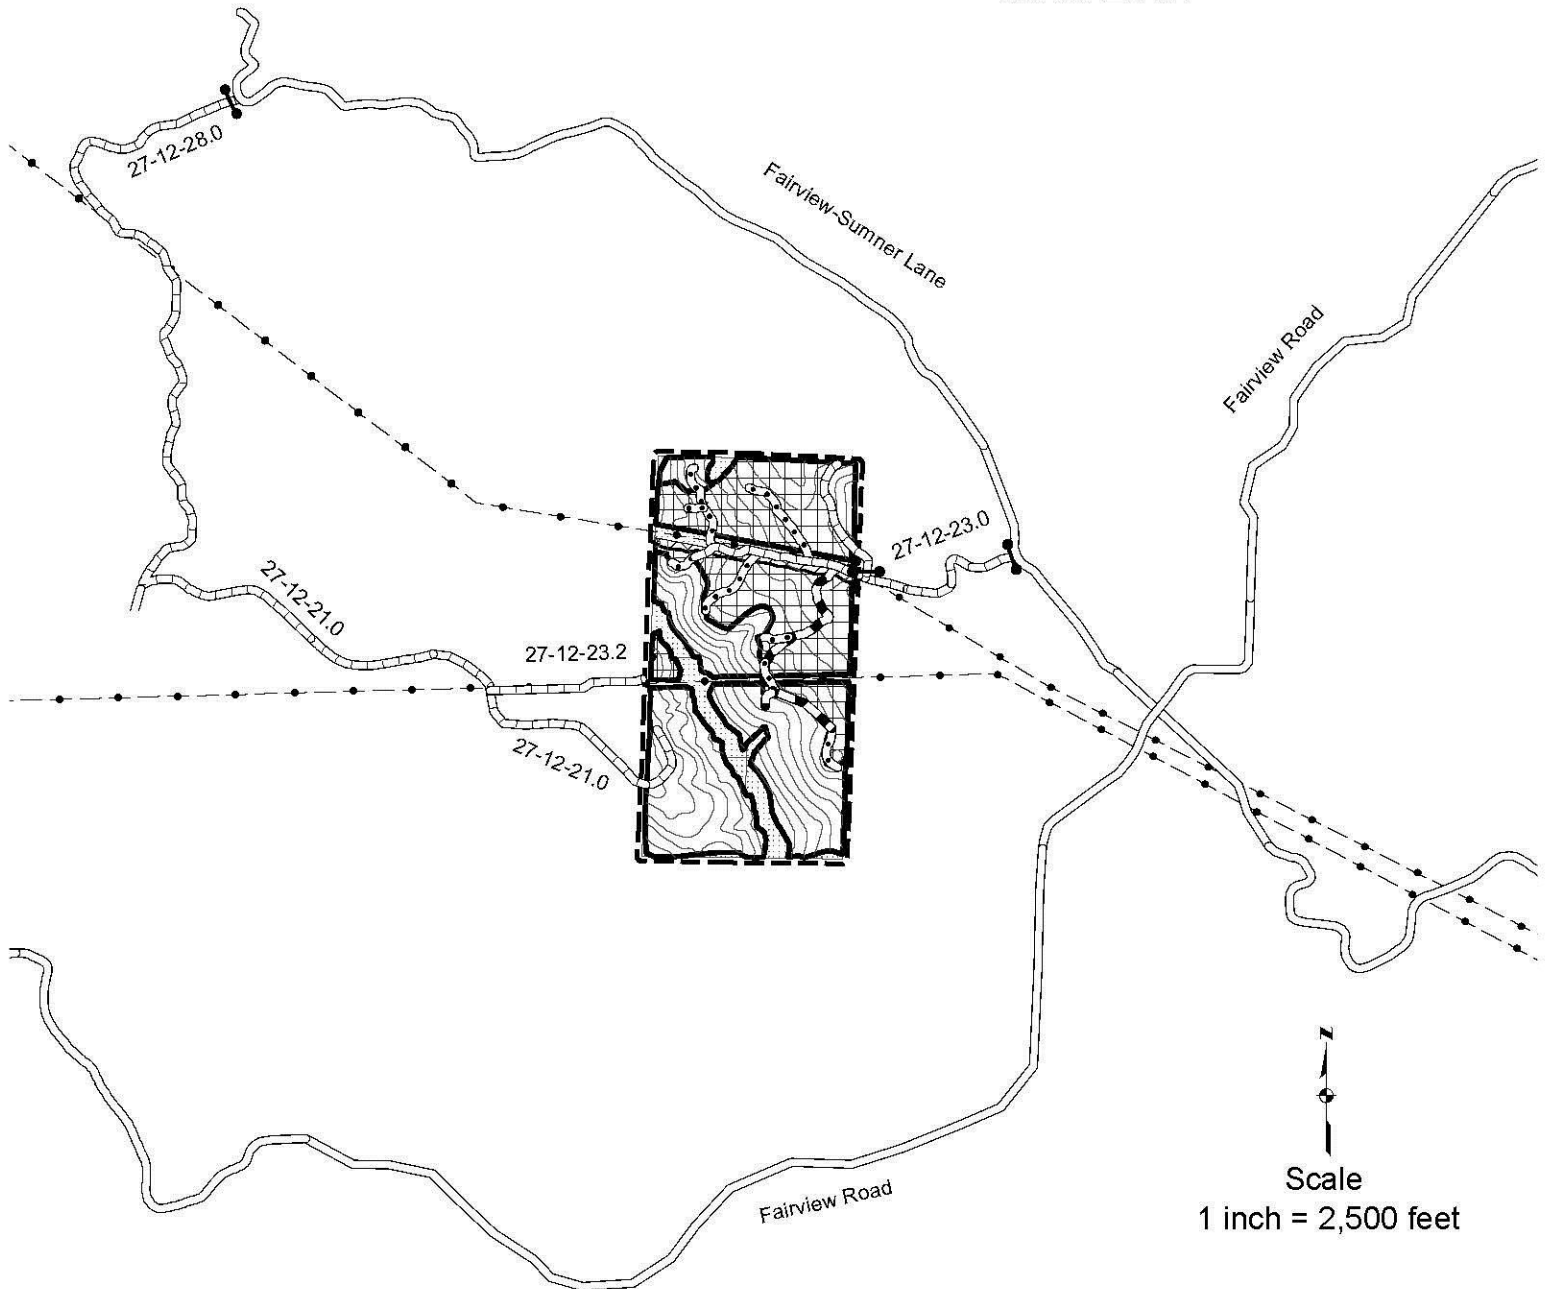 27-12-28.0
Fairview-Sumner Lane
Fairview Road
27-12-23.0
27-12-21.0
27-12-23.2
27-12-21.0
Fairview Road
N
Scale
1 inch = 2,500 feet